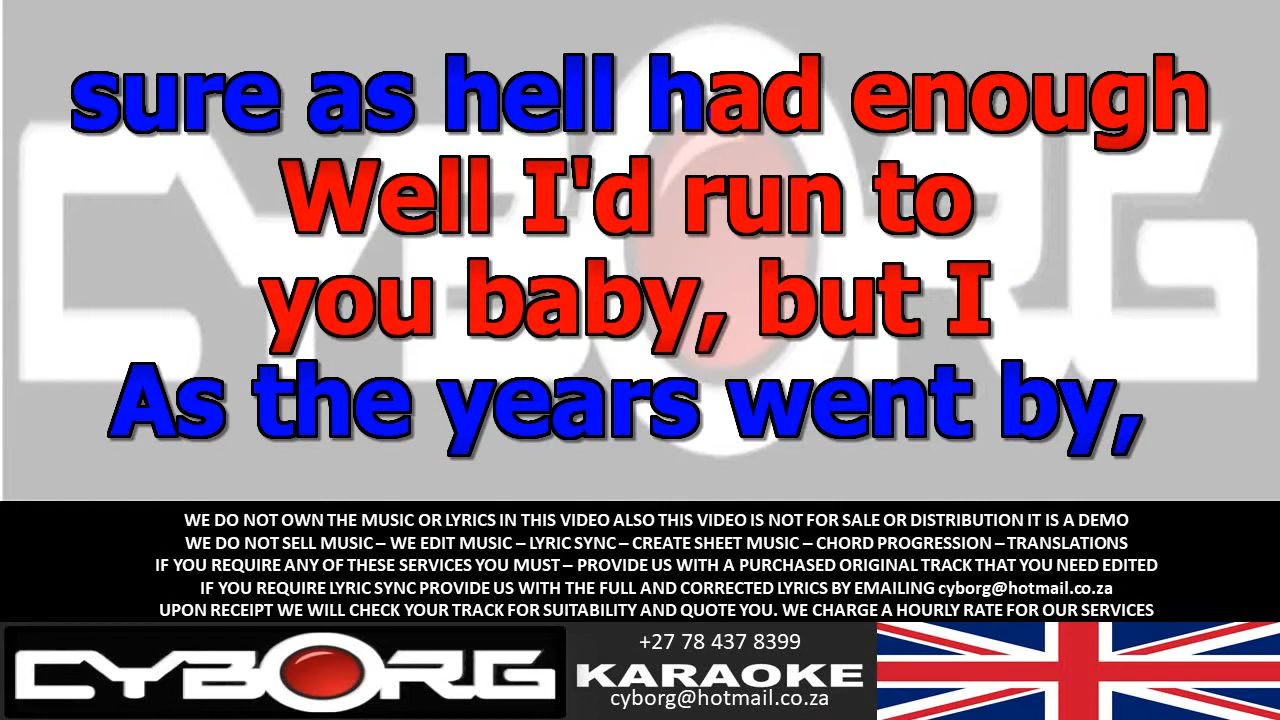 sure as hell had enough
Well I'd run to
you baby, but I
As the years went by,
WE DO NOT OWN THE MUSIC OR LYRICS IN THIS VIDEO ALSO THIS VIDEO IS NOT FOR SALE OR DISTRIBUTION IT IS A DEMO
WE DO NOT SELL MUSIC – WE EDIT MUSIC – LYRIC SYNC – CREATE SHEET MUSIC – CHORD PROGRESSION – TRANSLATIONS
IF YOU REQUIRE ANY OF THESE SERVICES YOU MUST – PROVIDE US WITH A PURCHASED ORIGINAL TRACK THAT YOU NEED EDITED
IF YOU REQUIRE LYRIC SYNC PROVIDE US WITH THE FULL AND CORRECTED LYRICS BY EMAILING cyborg@hotmail.co.za
UPON RECEIPT WE WILL CHECK YOUR TRACK FOR SUITABILITY AND QUOTE YOU. WE CHARGE A HOURLY RATE FOR OUR SERVICES
CYBORG
+27 78 437 8399
KARAOKE
cyborg@hotmail.co.za